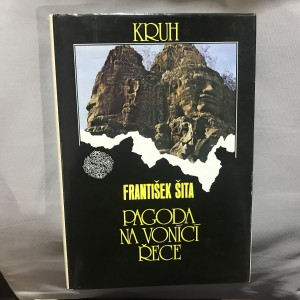 KRUH
FRANTIŠEK ŠITA
PAGODA
NA VONÍCÍ
ŘECE